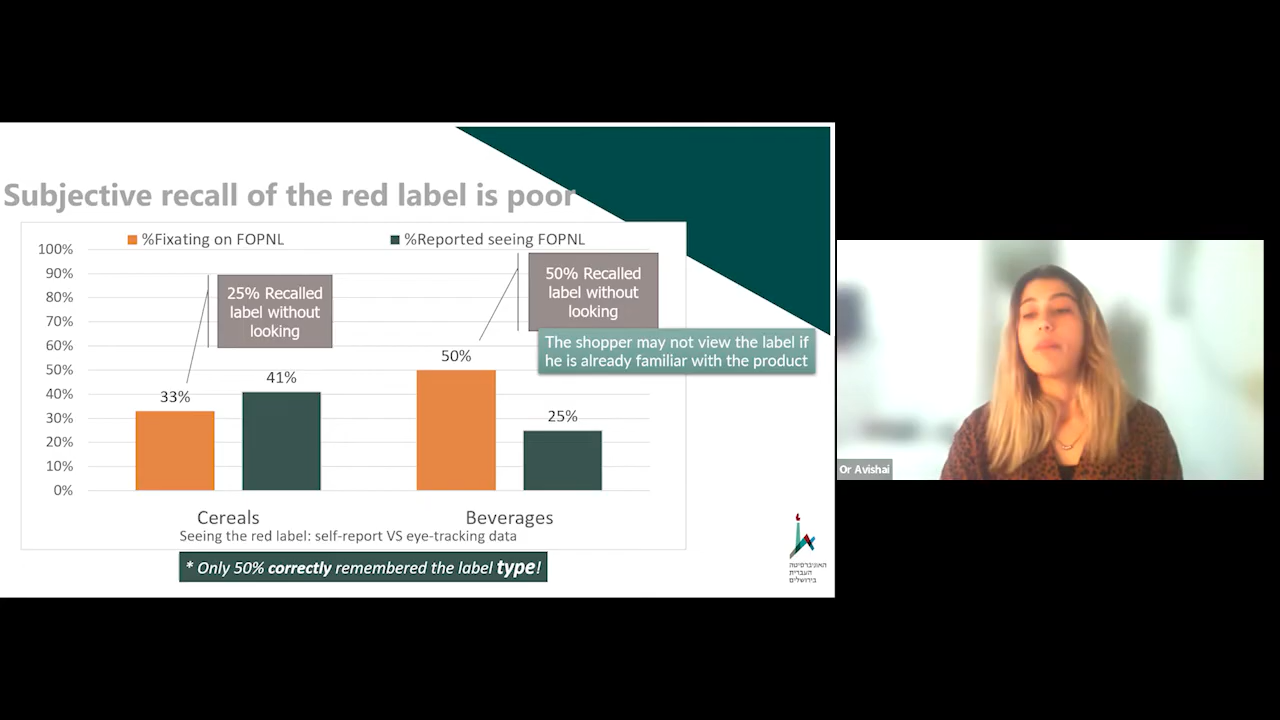 Subjective recall of the red label is poor
%Fixating on FOPNL
%Reported seeing FOPNL
100%
90%
80%
70%
60%
50%
40%
30%
20%
10%
0%
25% Recalled
label without
looking
50% Recalled
label without
looking
The shopper may not view the label if
he is already familiar with the product
33%
41%
50%
25%
Cereals
Beverages
Seeing the red label: self-report VS eye-tracking data
* Only 50% correctly remembered the label type!
האוניברסיטה
העברית
בירושלים
Or Avishai